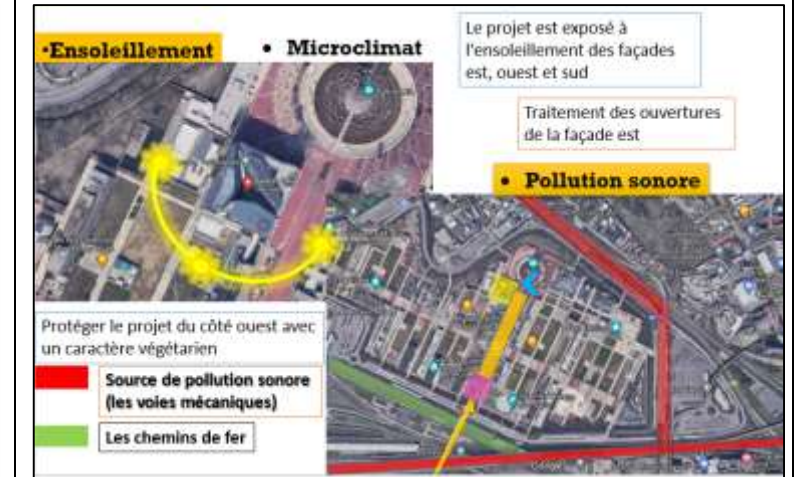 •Ensoleillement
• Microclimat
Le projet est exposé à
l'ensoleillement des façades
est, ouest et sud
Traitement des ouvertures
de la façade est
• Pollution sonore
Protéger le projet du côté ouest avec
un caractère végétarien
Source de pollution sonore
(les voies mécaniques)
Les chemins de fer